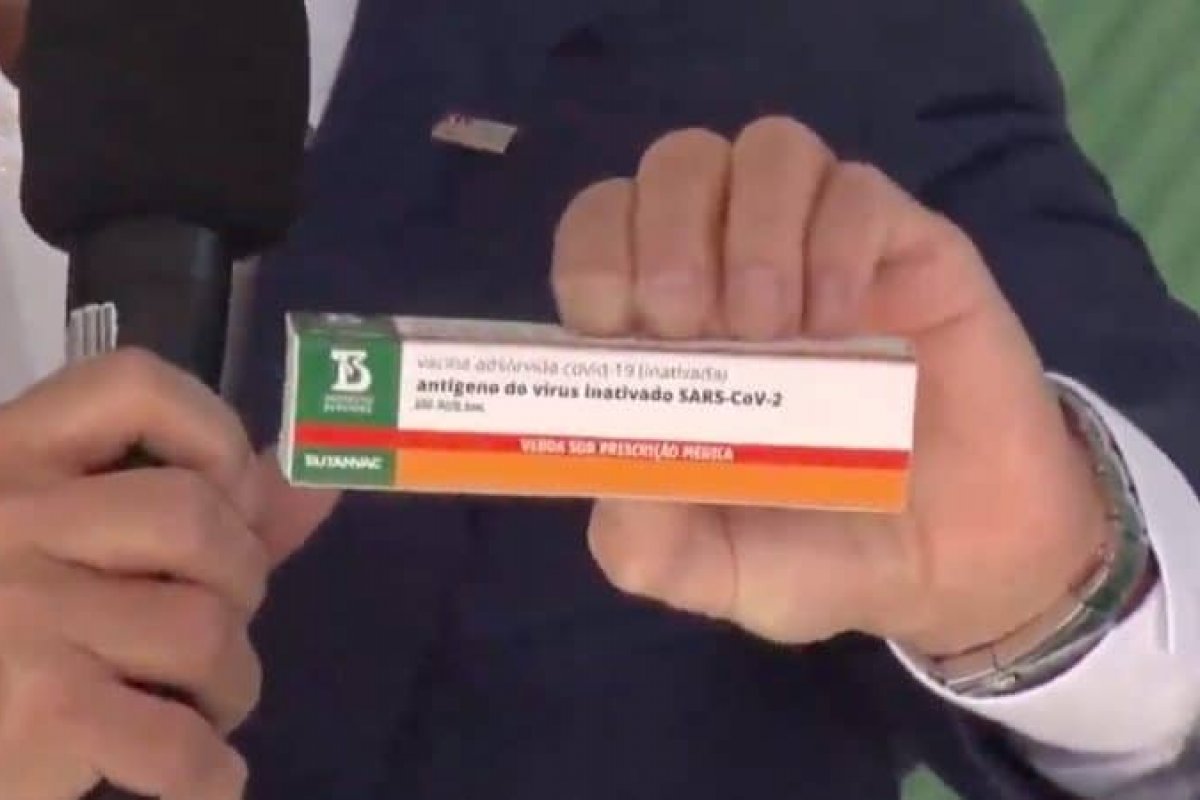 vacina adsorvida covid-19 (inativada)
antígeno do vírus inativado SARS-CoV-2
VENDA SOB PRESCRIÇÃO MÉDICA
BUTANVAC